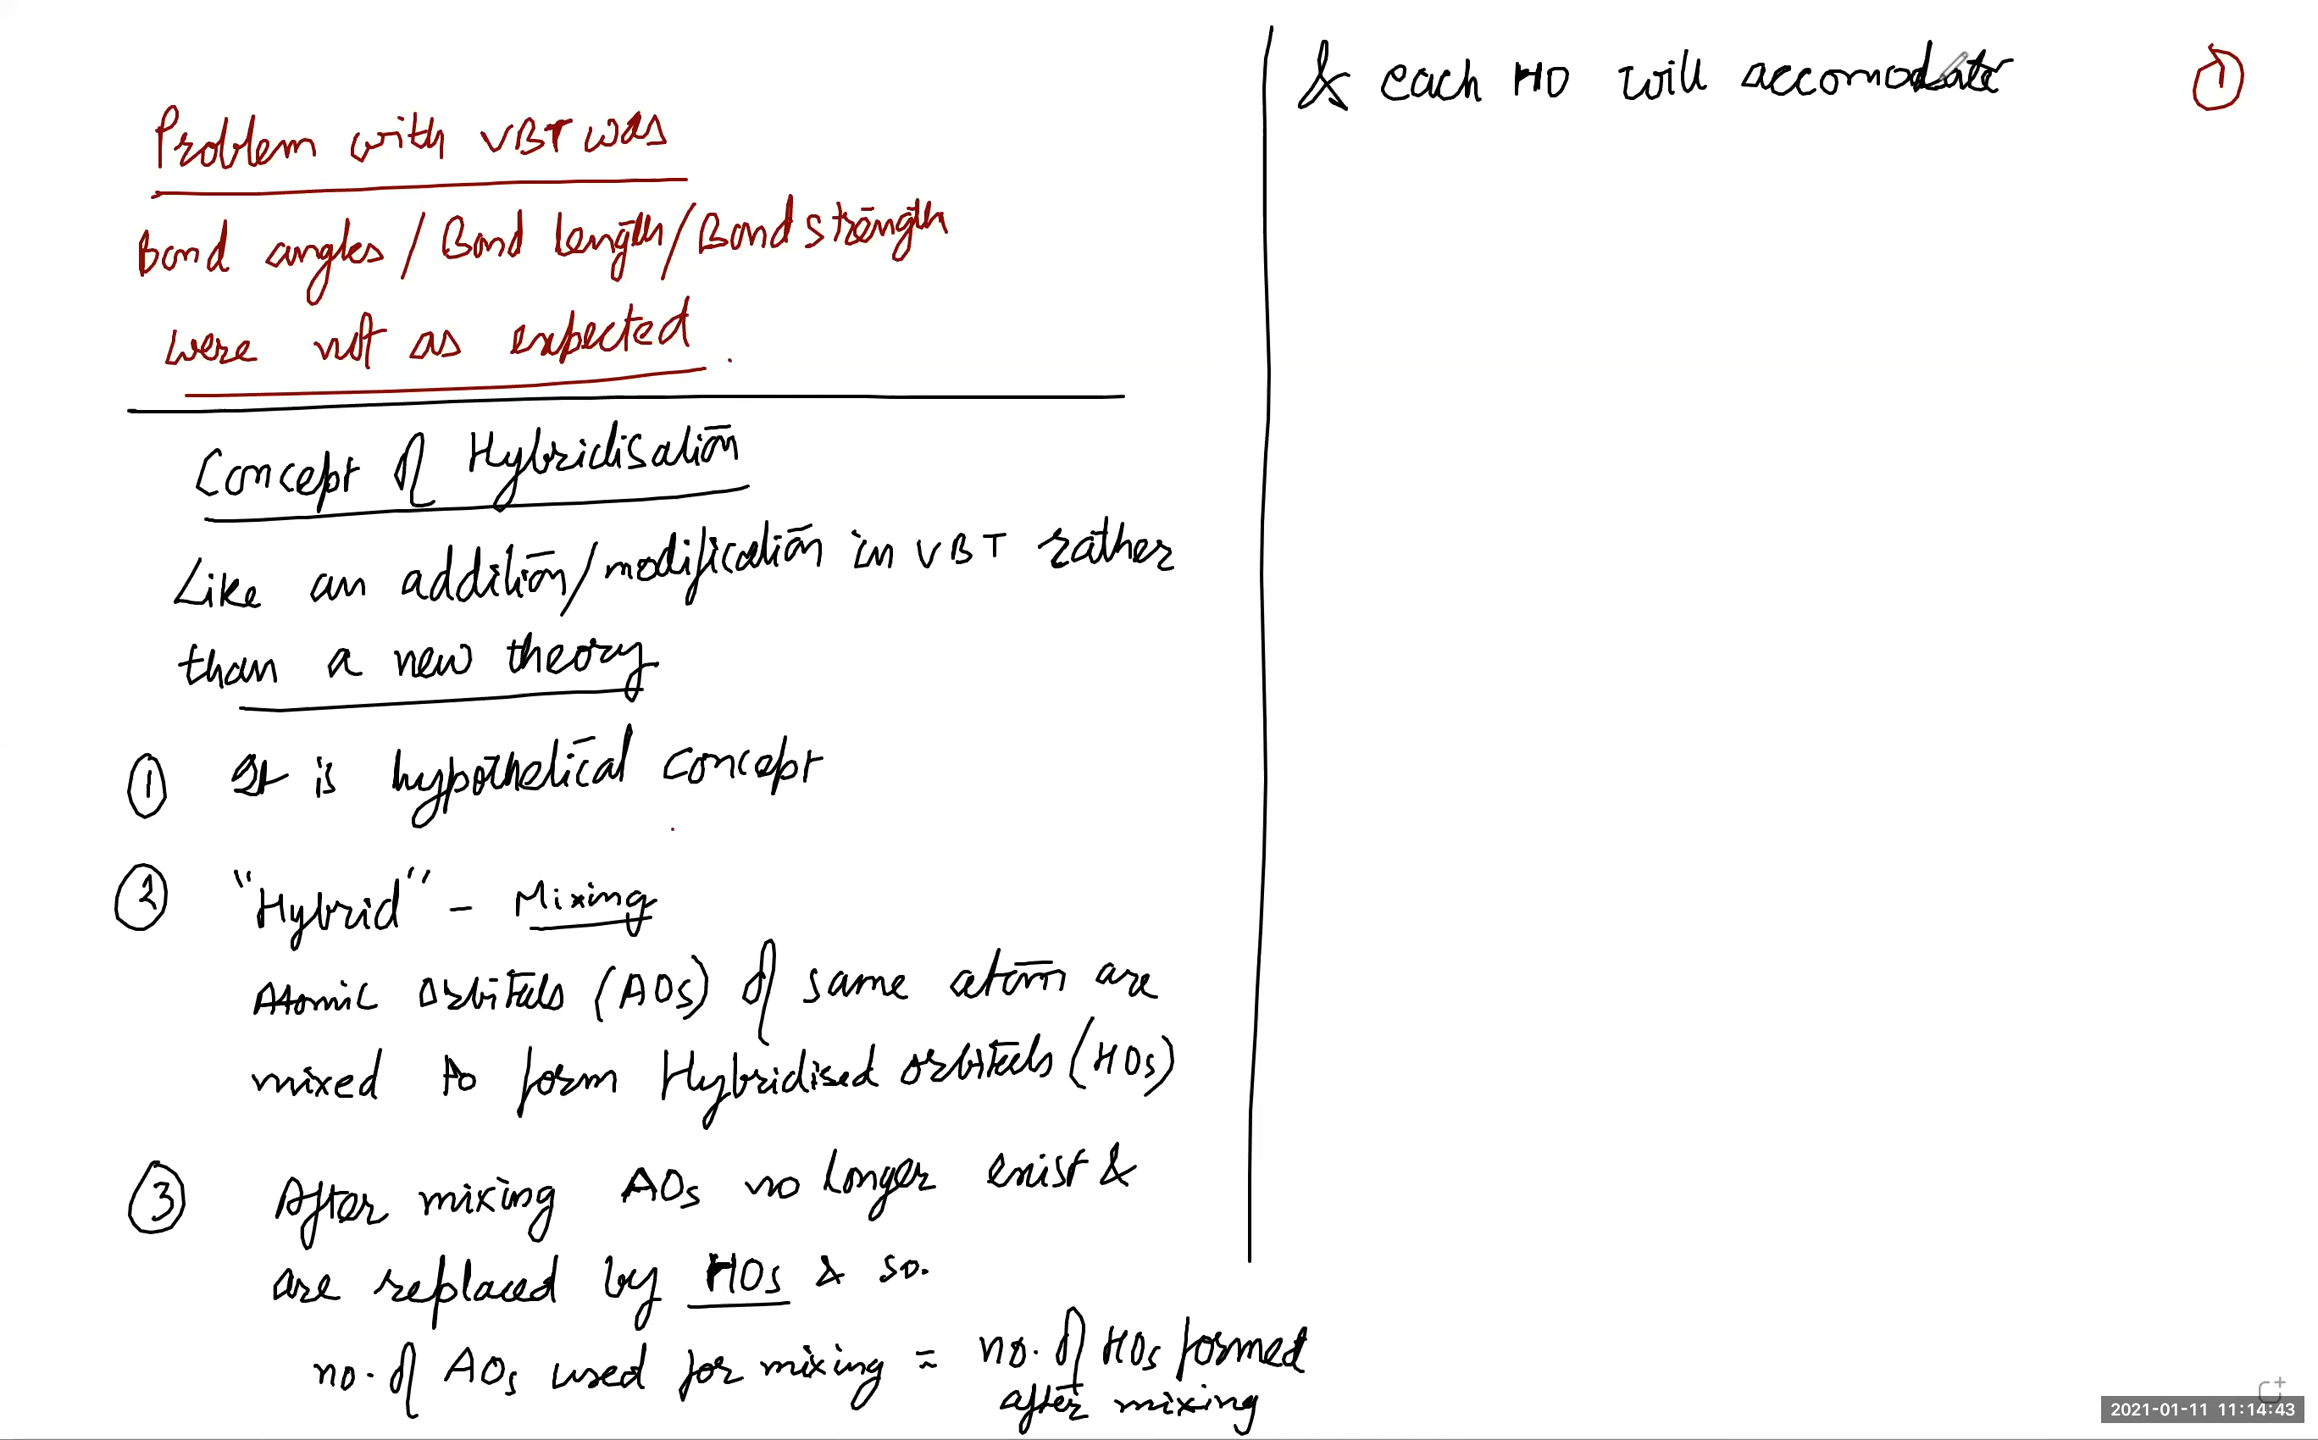 Problem with VBT was
Bond angles / Bond length / Bond strength
were not as expected.
Concept of Hybridisation
Like an addition/modification in VBT rather
than a new theory
① It is hypothetical concept
② "Hybrid" - Mixing
Atomic orbitals (AOs) of same atom are
mixed to form Hybridised orbitals (HOs)
③ After mixing AOs no longer exist &
are replaced by HOs & so.
no. of AOs used for mixing = no. of HOs formed
after mixing
& each HO will accomodate
①
2021-01-11 11:14:43